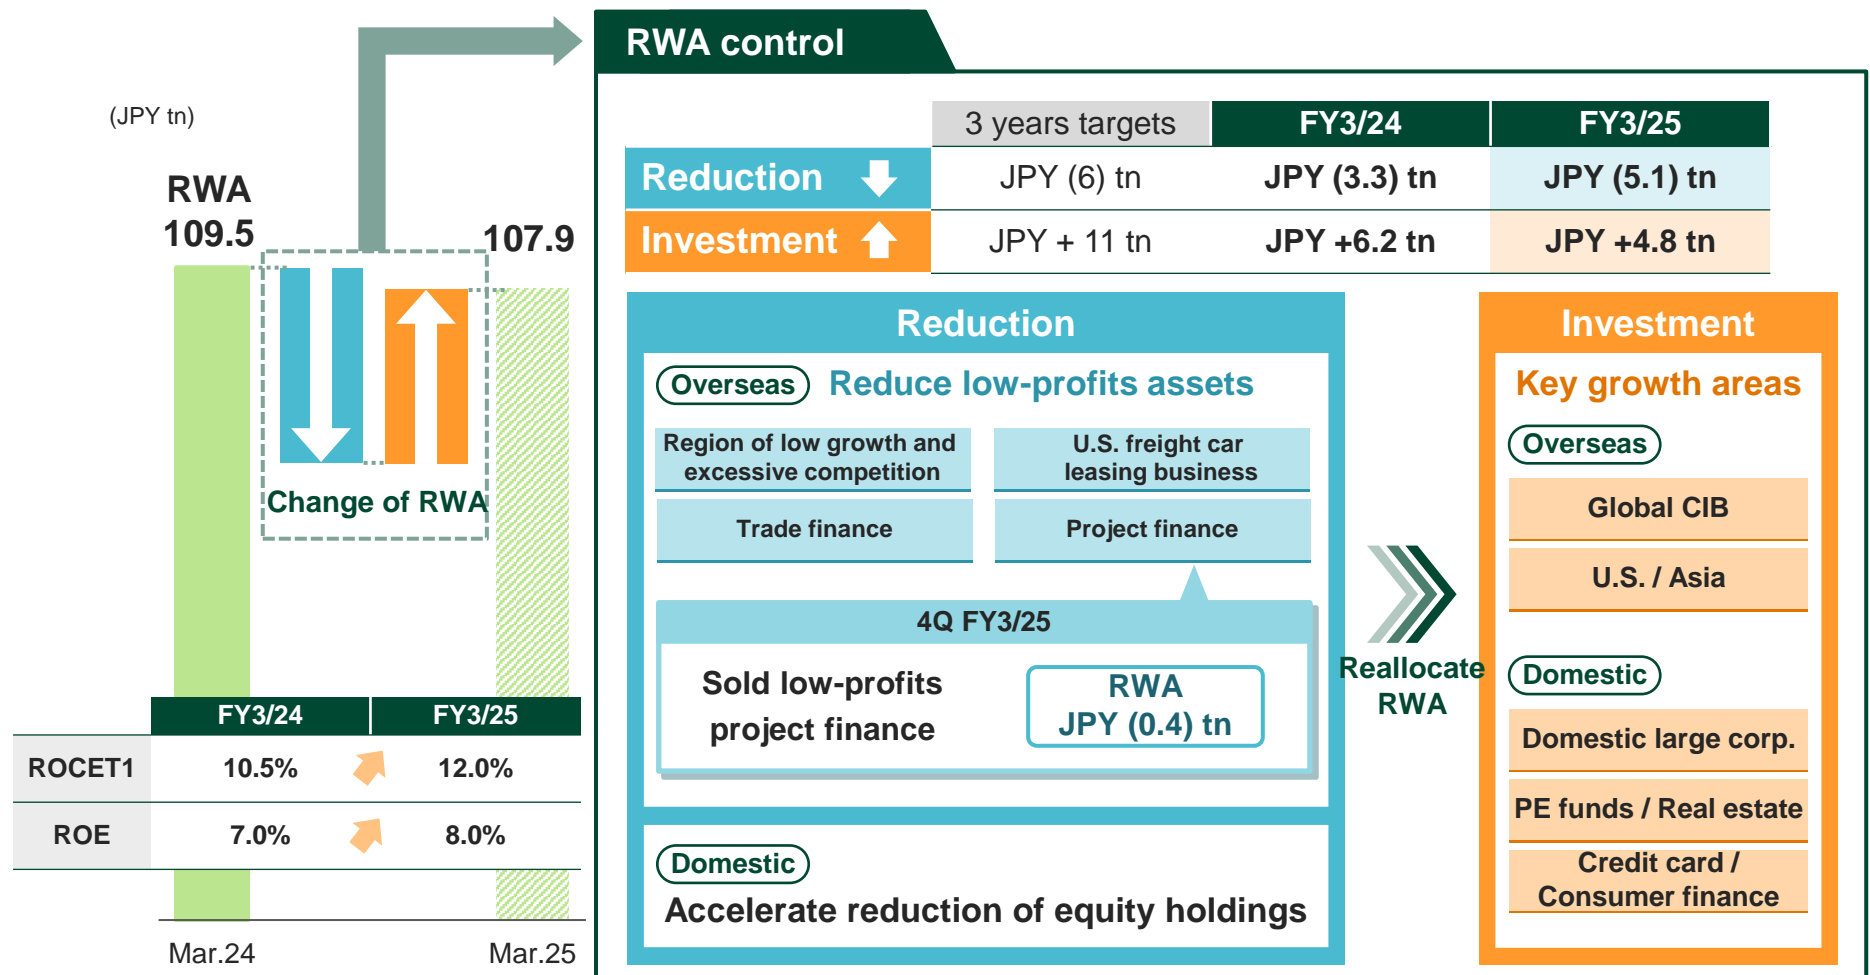 (JPY tn)
RWA
109.5
107.9
Change of RWA
FY3/24 FY3/25
ROCET1 10.5% 12.0%
ROE 7.0% 8.0%
Mar.24 Mar.25
RWA control
3 years targets FY3/24 FY3/25
Reduction JPY (6) tn JPY (3.3) tn JPY (5.1) tn
Investment JPY + 11 tn JPY +6.2 tn JPY +4.8 tn
Reduction
Overseas Reduce low-profits assets
Region of low growth and
excessive competition
U.S. freight car
leasing business
Trade finance
Project finance
4Q FY3/25
Sold low-profits
project finance
RWA
JPY (0.4) tn
Domestic
Accelerate reduction of equity holdings
Reallocate
RWA
Investment
Key growth areas
Overseas
Global CIB
U.S. / Asia
Domestic
Domestic large corp.
PE funds / Real estate
Credit card /
Consumer finance